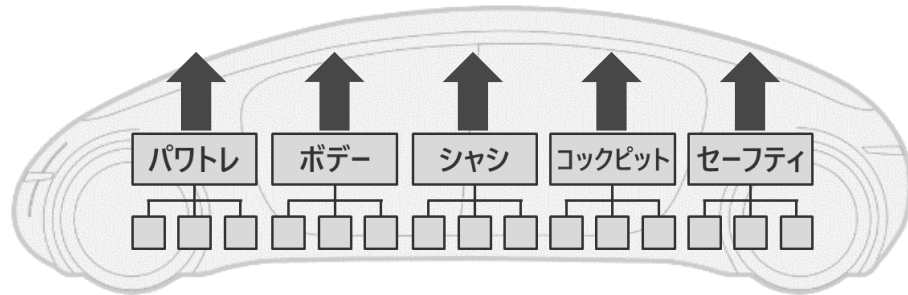 パワトレ
ボデー
シャシ
コックピット
セーフティ